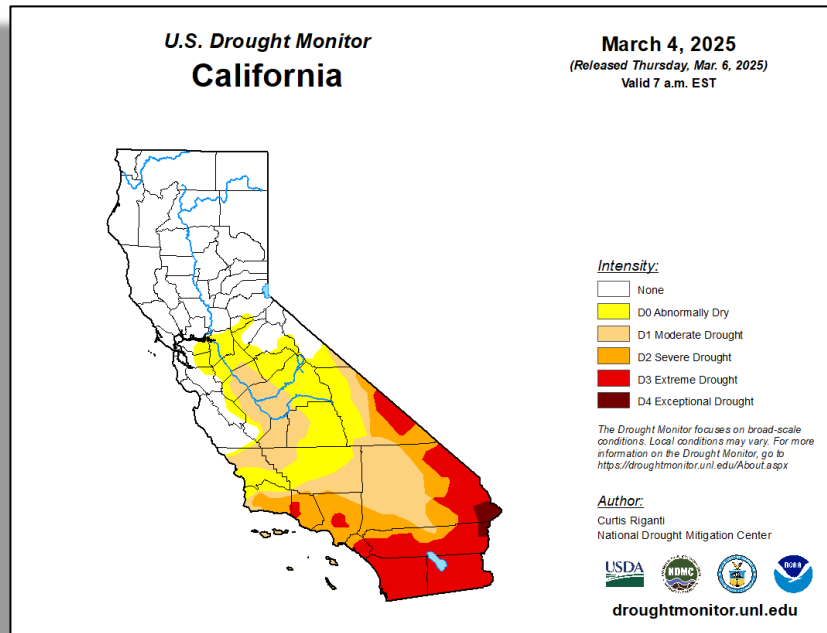 U.S. Drought Monitor
California
March 4, 2025
(Released Thursday, Mar. 6, 2025)
Valid 7 a.m. EST
Intensity:
None
D0 Abnormally Dry
D1 Moderate Drought
D2 Severe Drought
D3 Extreme Drought
D4 Exceptional Drought
The Drought Monitor focuses on broad-scale
conditions. Local conditions may vary. For more
information on the Drought Monitor, go to
https://droughtmonitor.unl.edu/About.aspx
Author:
Curtis Riganti
National Drought Mitigation Center
USDA
NDMC
NOAA
droughtmonitor.unl.edu